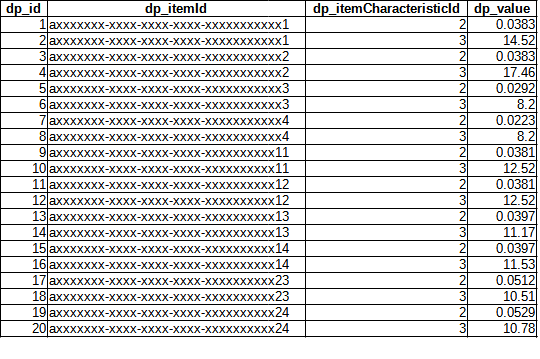 dp_id dp_itemId dp_itemCharacteristicId dp_value
1 axxxxxxx-xxxx-xxxx-xxxx-xxxxxxxxxxx1 2 0.0383
2 axxxxxxx-xxxx-xxxx-xxxx-xxxxxxxxxxx1 3 14.52
3 axxxxxxx-xxxx-xxxx-xxxx-xxxxxxxxxxx2 2 0.0383
4 axxxxxxx-xxxx-xxxx-xxxx-xxxxxxxxxxx2 3 17.46
5 axxxxxxx-xxxx-xxxx-xxxx-xxxxxxxxxxx3 2 0.0292
6 axxxxxxx-xxxx-xxxx-xxxx-xxxxxxxxxxx3 3 8.2
7 axxxxxxx-xxxx-xxxx-xxxx-xxxxxxxxxxx4 2 0.0223
8 axxxxxxx-xxxx-xxxx-xxxx-xxxxxxxxxxx4 3 8.2
9 axxxxxxx-xxxx-xxxx-xxxx-xxxxxxxxxx11 2 0.0381
10 axxxxxxx-xxxx-xxxx-xxxx-xxxxxxxxxx11 3 12.52
11 axxxxxxx-xxxx-xxxx-xxxx-xxxxxxxxxx12 2 0.0381
12 axxxxxxx-xxxx-xxxx-xxxx-xxxxxxxxxx12 3 12.52
13 axxxxxxx-xxxx-xxxx-xxxx-xxxxxxxxxx13 2 0.0397
14 axxxxxxx-xxxx-xxxx-xxxx-xxxxxxxxxx13 3 11.17
15 axxxxxxx-xxxx-xxxx-xxxx-xxxxxxxxxx14 2 0.0397
16 axxxxxxx-xxxx-xxxx-xxxx-xxxxxxxxxx14 3 11.53
17 axxxxxxx-xxxx-xxxx-xxxx-xxxxxxxxxx23 2 0.0512
18 axxxxxxx-xxxx-xxxx-xxxx-xxxxxxxxxx23 3 10.51
19 axxxxxxx-xxxx-xxxx-xxxx-xxxxxxxxxx24 2 0.0529
20 axxxxxxx-xxxx-xxxx-xxxx-xxxxxxxxxx24 3 10.78